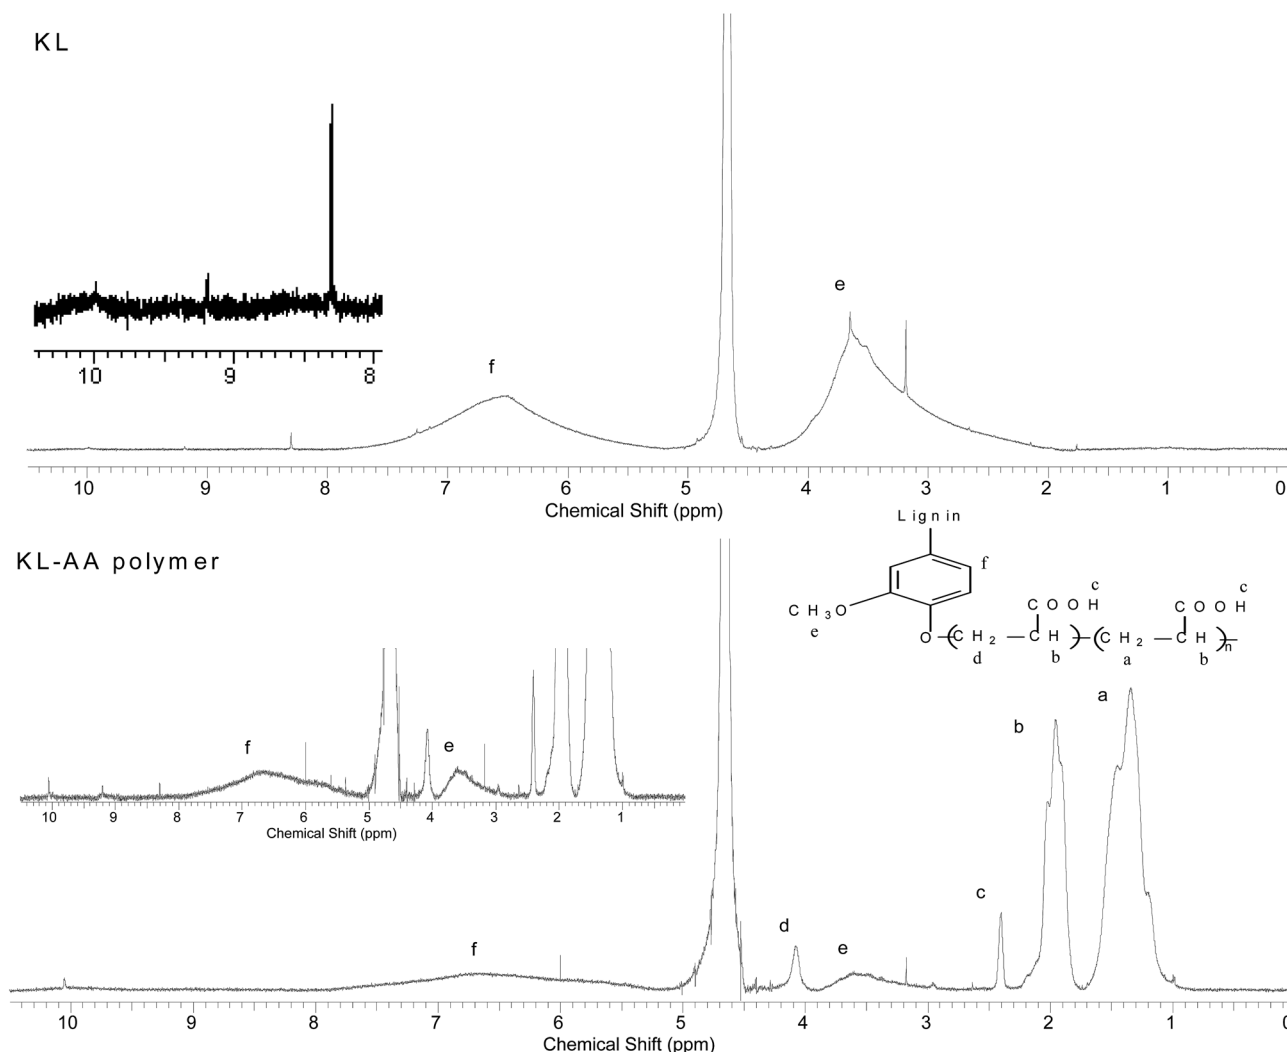 KL
10 9 8
f
e
10 9 8 7 6 5 4 3 2 1 0
Chemical Shift (ppm)
KL-AA polymer
Lignin
f
CH3O
e
COOH
c
COOH
c
O
CH2
d
CH
b
CH2
a
CH
b
n
f
e
10 9 8 7 6 5 4 3 2 1
Chemical Shift (ppm)
f
d
e
c
b
a
10 9 8 7 6 5 4 3 2 1 0
Chemical Shift (ppm)